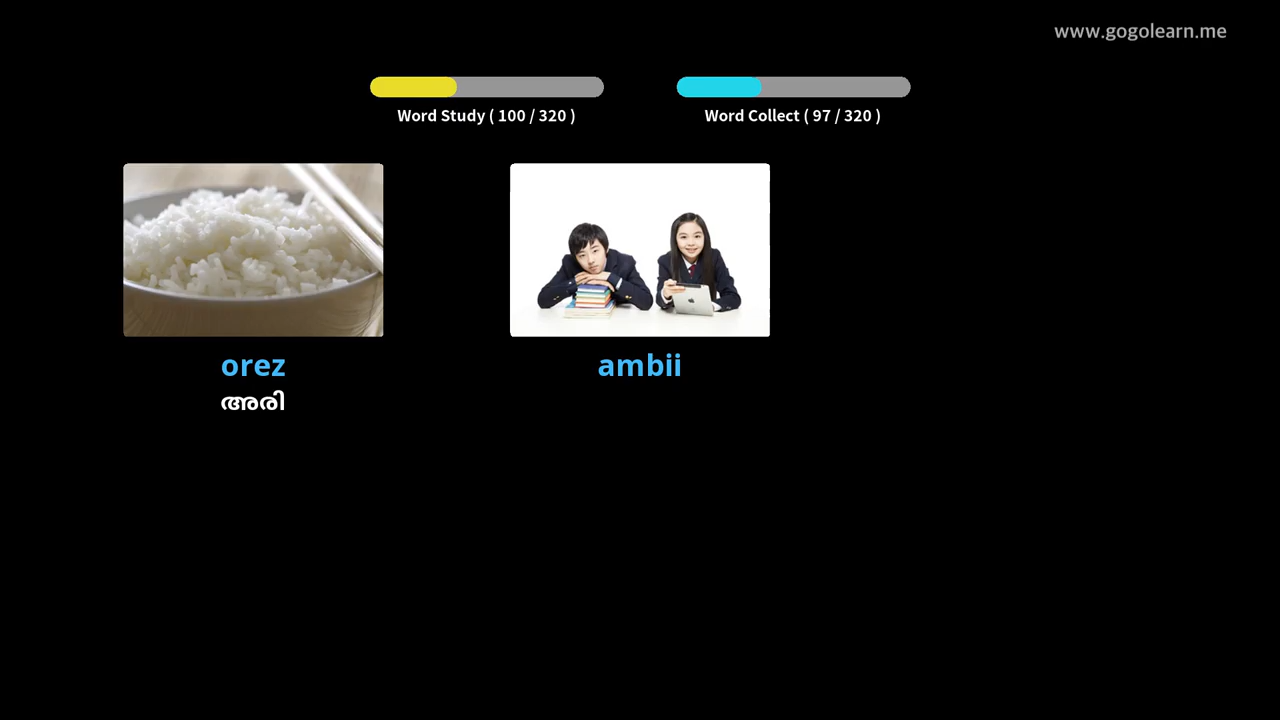 www.gogolearn.me
Word Study ( 100 / 320 )
Word Collect ( 97 / 320 )
orez
ambii
അരി